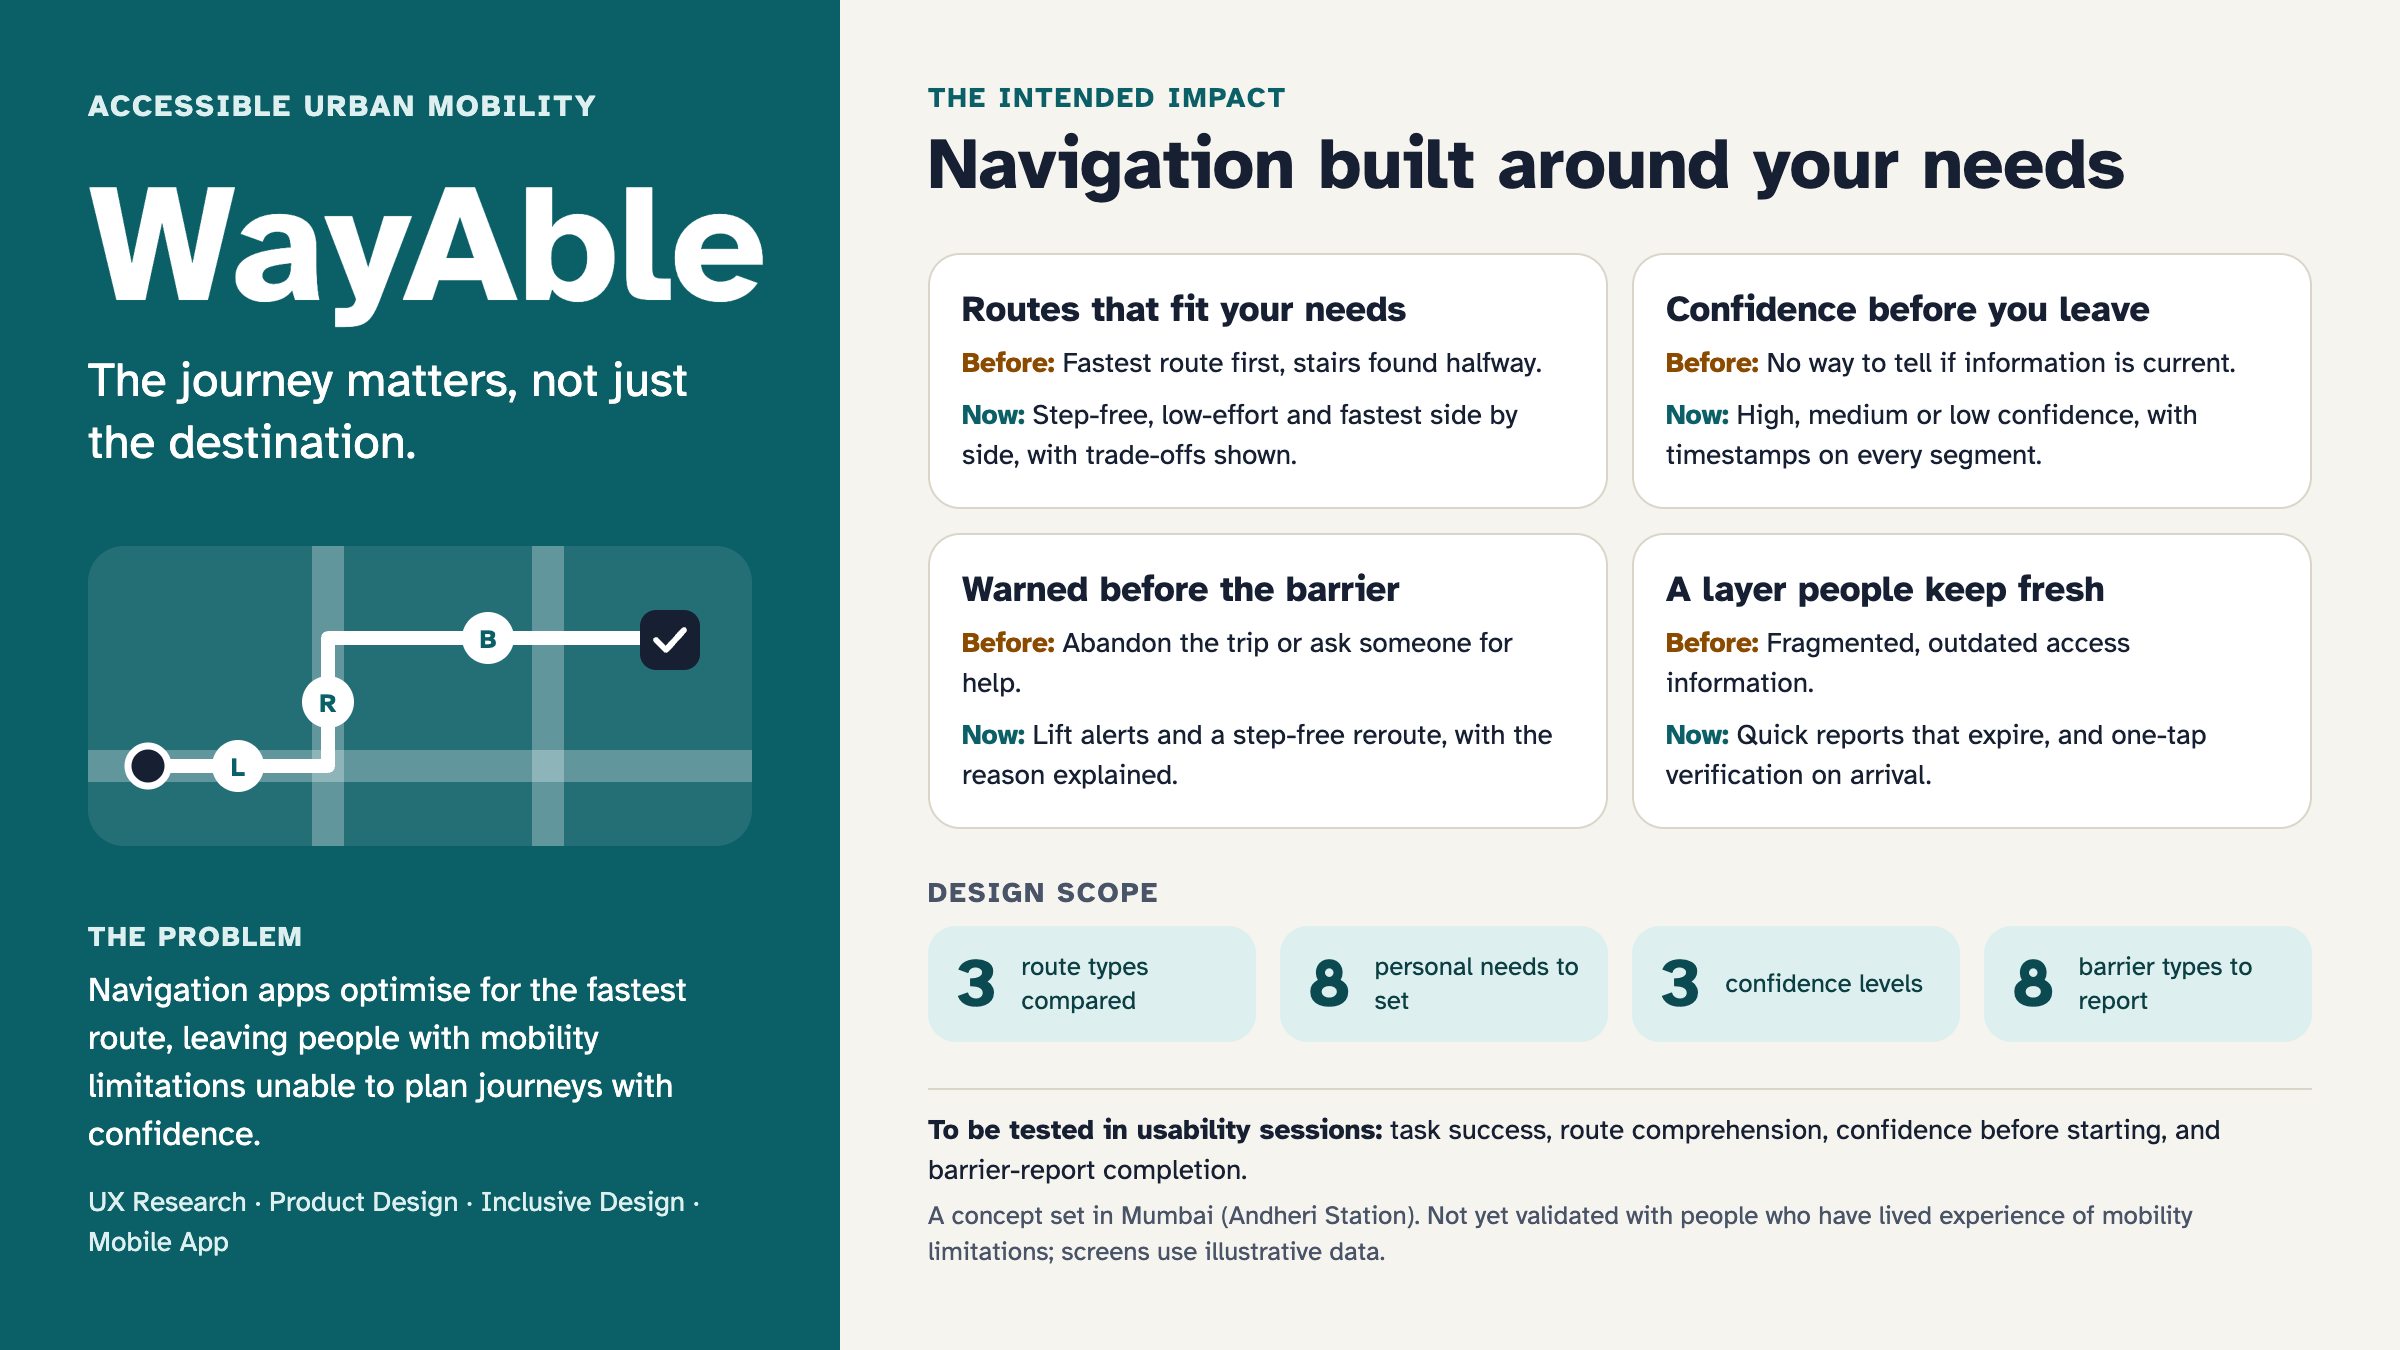 ACCESSIBLE URBAN MOBILITY
WayAble
The journey matters, not just
the destination.
B
R
L
THE PROBLEM
Navigation apps optimise for the fastest
route, leaving people with mobility
limitations unable to plan journeys with
confidence.
UX Research · Product Design · Inclusive Design ·
Mobile App
THE INTENDED IMPACT
Navigation built around your needs
Routes that fit your needs
Before: Fastest route first, stairs found halfway.
Now: Step-free, low-effort and fastest side by
side, with trade-offs shown.
Confidence before you leave
Before: No way to tell if information is current.
Now: High, medium or low confidence, with
timestamps on every segment.
Warned before the barrier
Before: Abandon the trip or ask someone for
help.
Now: Lift alerts and a step-free reroute, with the
reason explained.
A layer people keep fresh
Before: Fragmented, outdated access
information.
Now: Quick reports that expire, and one-tap
verification on arrival.
DESIGN SCOPE
3 route types
compared
8 personal needs to
set
3 confidence levels
8 barrier types to
report
To be tested in usability sessions: task success, route comprehension, confidence before starting, and
barrier-report completion.
A concept set in Mumbai (Andheri Station). Not yet validated with people who have lived experience of mobility
limitations; screens use illustrative data.